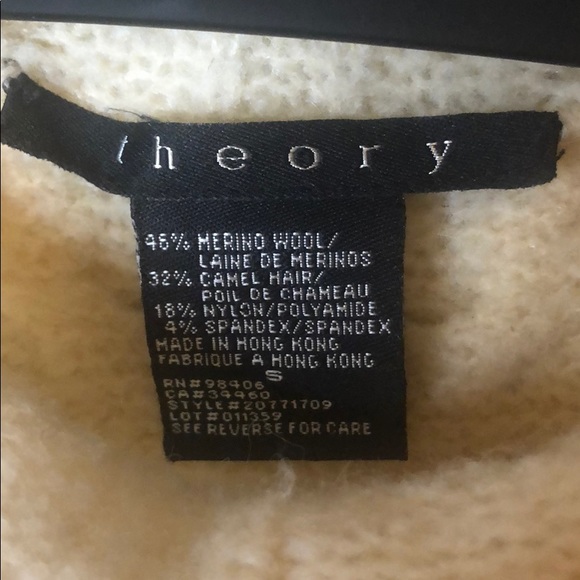 theory
46% MERINO WOOL/
LAINE DE MERINOS
32% CAMEL HAIR/
POIL DE CHAMEAU
18% NYLON/POLYAMIDE
4% SPANDEX/SPANDEX
MADE IN HONG KONG
FABRIQUE A HONG KONG
S
RN#98406
CA#34460
STYLE#20771709
LOT#011359
SEE REVERSE FOR CARE